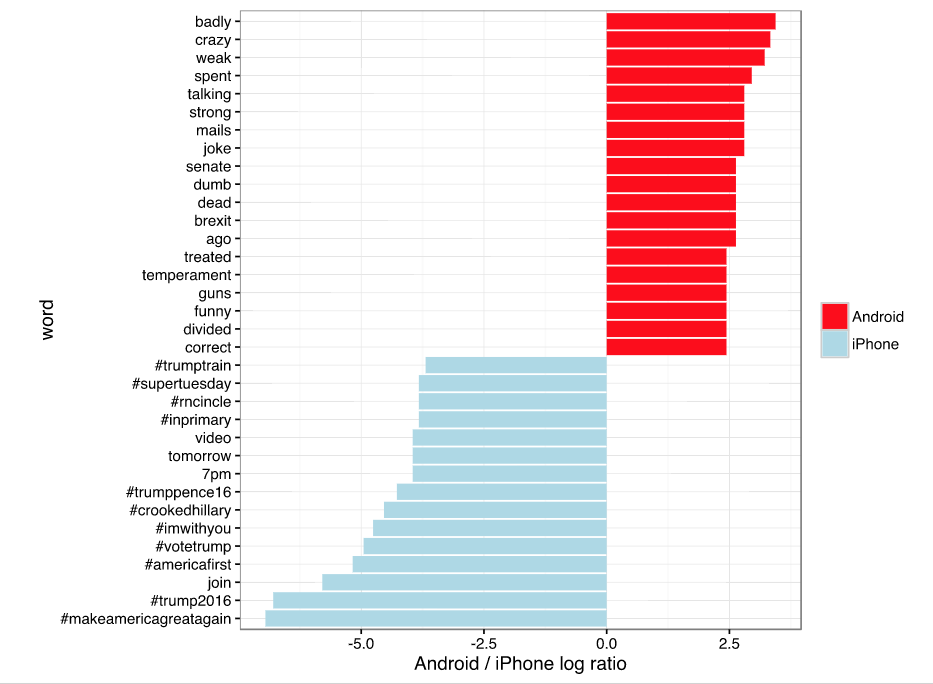 badly
crazy
weak
spent
talking
strong
mails
joke
senate
dumb
dead
brexit
ago
treated
temperament
guns
funny
divided
correct
#trumptrain
#supertuesday
#rncincle
#inprimary
video
tomorrow
7pm
#trumppence16
#crookedhillary
#imwithyou
#votetrump
#americafirst
join
#trump2016
#makeamericagreatagain
word
Android
iPhone
-5.0 -2.5 0.0 2.5
Android / iPhone log ratio